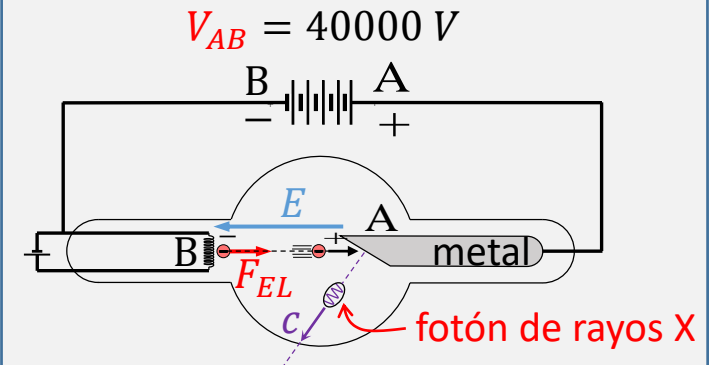 V_AB = 40000 V
B A
− +
E
A
− +
B metal
F_EL
c
fotón de rayos X